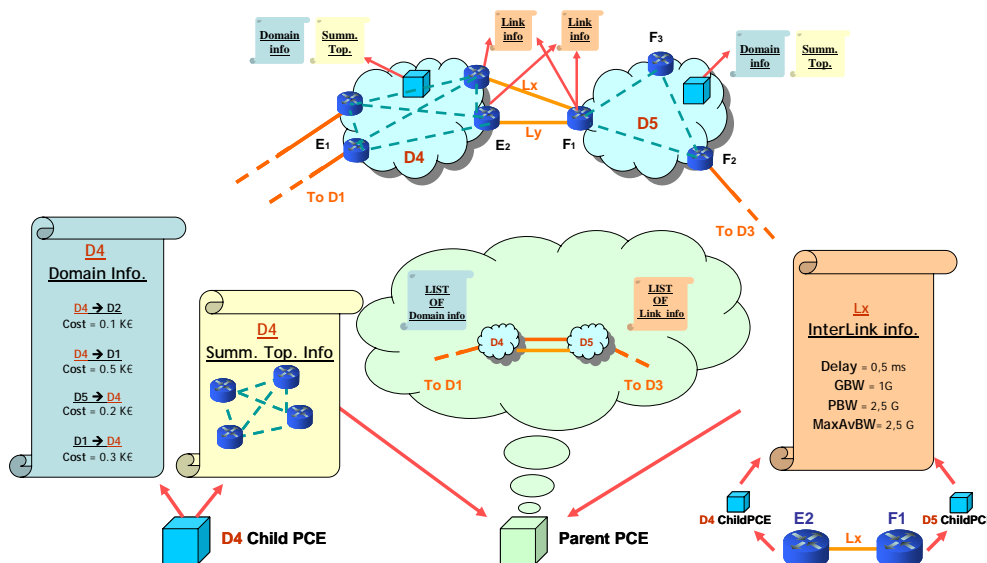 Domain
info
Summ.
Top.
Link
info
Link
info
Domain
info
Summ.
Top.
F3
Lx
Ly
E1
D4
E2
F1
D5
F2
To D1
To D3
D4
Domain Info.
D4 → D2
Cost = 0.1 K€
D4 → D1
Cost = 0.5 K€
D5 → D4
Cost = 0.2 K€
D1 → D4
Cost = 0.3 K€
D4
Summ. Top. Info
LIST
OF
Domain info
LIST
OF
Link info
D4
D5
To D1
To D3
Lx
InterLink info.
Delay = 0,5 ms
GBW = 1G
PBW = 2,5 G
MaxAvBW= 2,5 G
D4 Child PCE
Parent PCE
D4 ChildPCE
E2
F1
D5 ChildPC
Lx